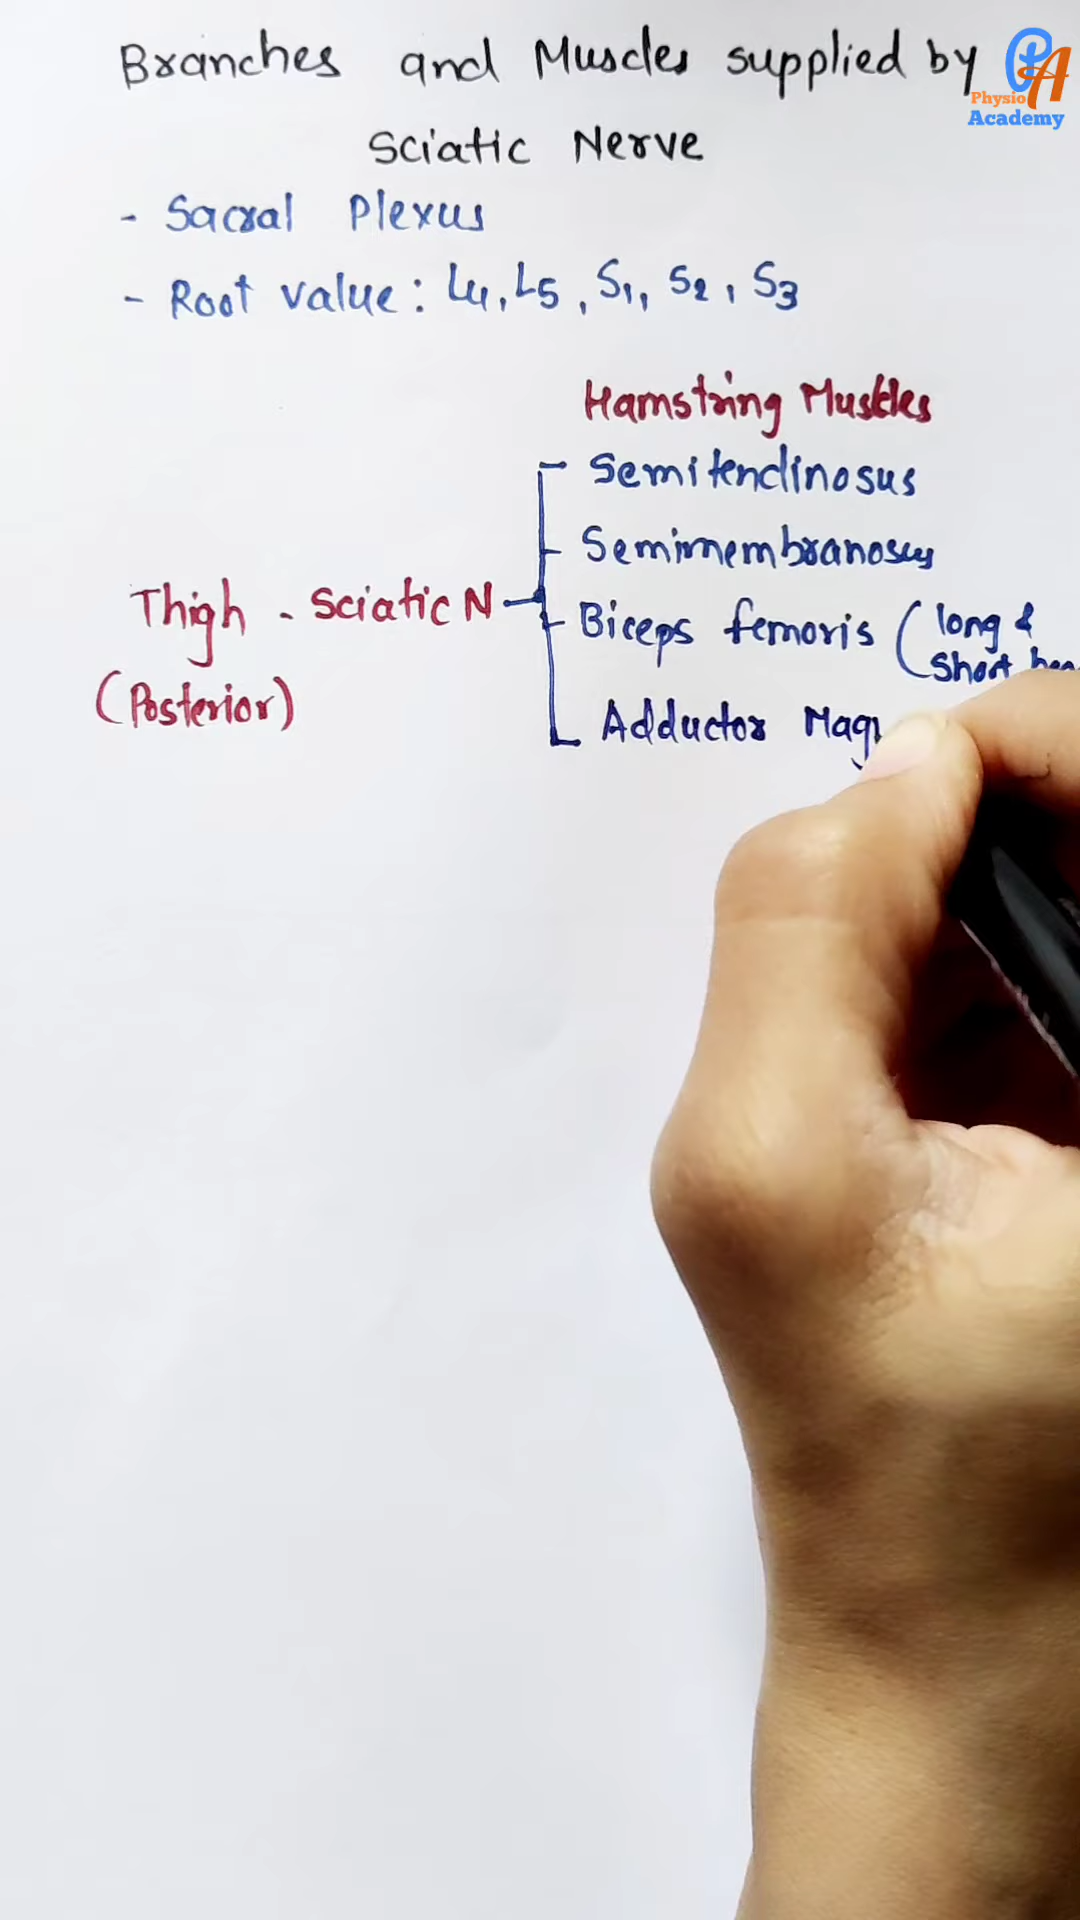 Branches and Muscles supplied by
Sciatic Nerve
Physio
Academy
- Sacral Plexus
- Root value: L4, L5, S1, S2, S3
Hamstring Muscles
Semitendinosus
Semimembranosus
Thigh - Sciatic N
Biceps femoris (long &
short
(Posterior)
Adductor